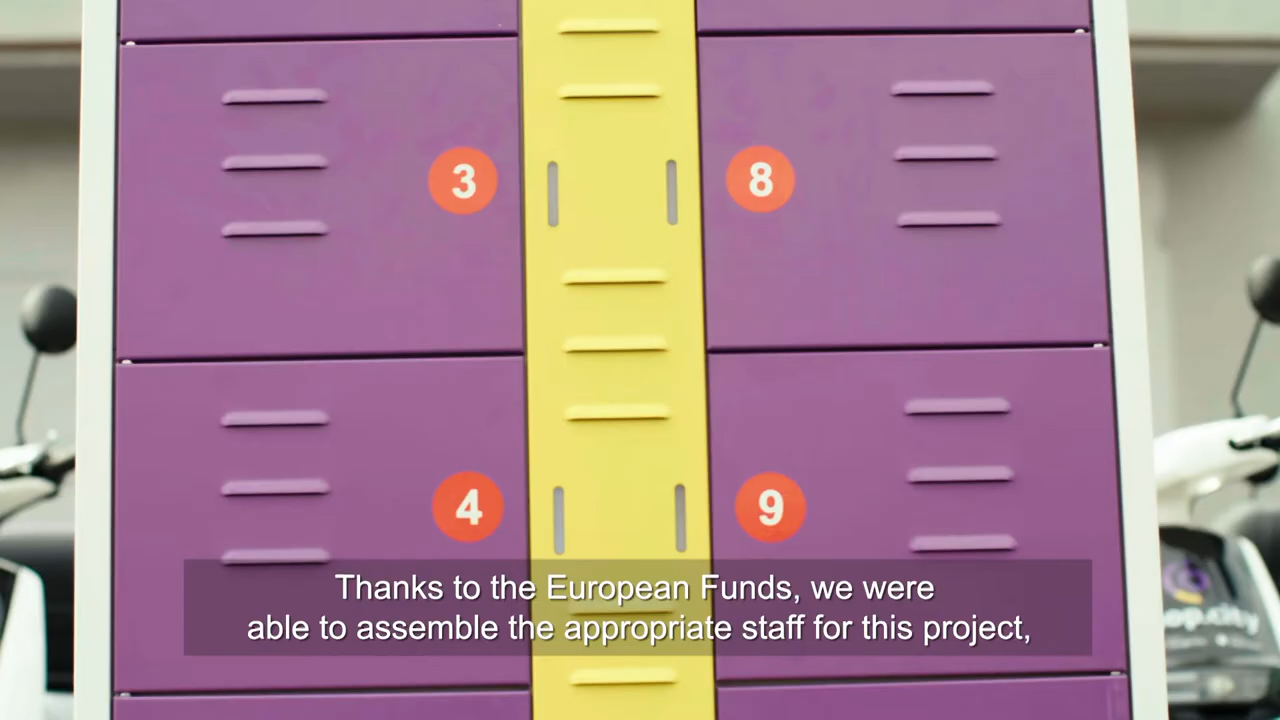 3
8
4
9
Thanks to the European Funds, we were
able to assemble the appropriate staff for this project,